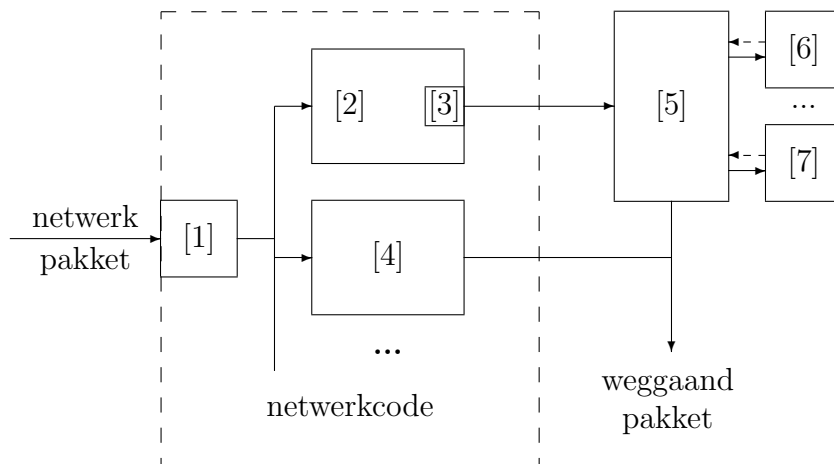 [6]
[2]
[3]
[5]
...
[7]
netwerk
pakket
[1]
[4]
...
netwerkcode
weggaand
pakket